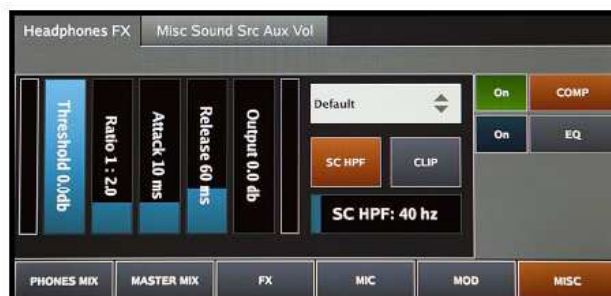 Headphones FX
Misc Sound Src Aux Vol
Threshold 0.0db
Ratio 1 : 2.0
Attack 10 ms
Release 60 ms
Output 0.0 db
Default
SC HPF
CLIP
SC HPF: 40 hz
On
COMP
On
EQ
PHONES MIX
MASTER MIX
FX
MIC
MOD
MISC